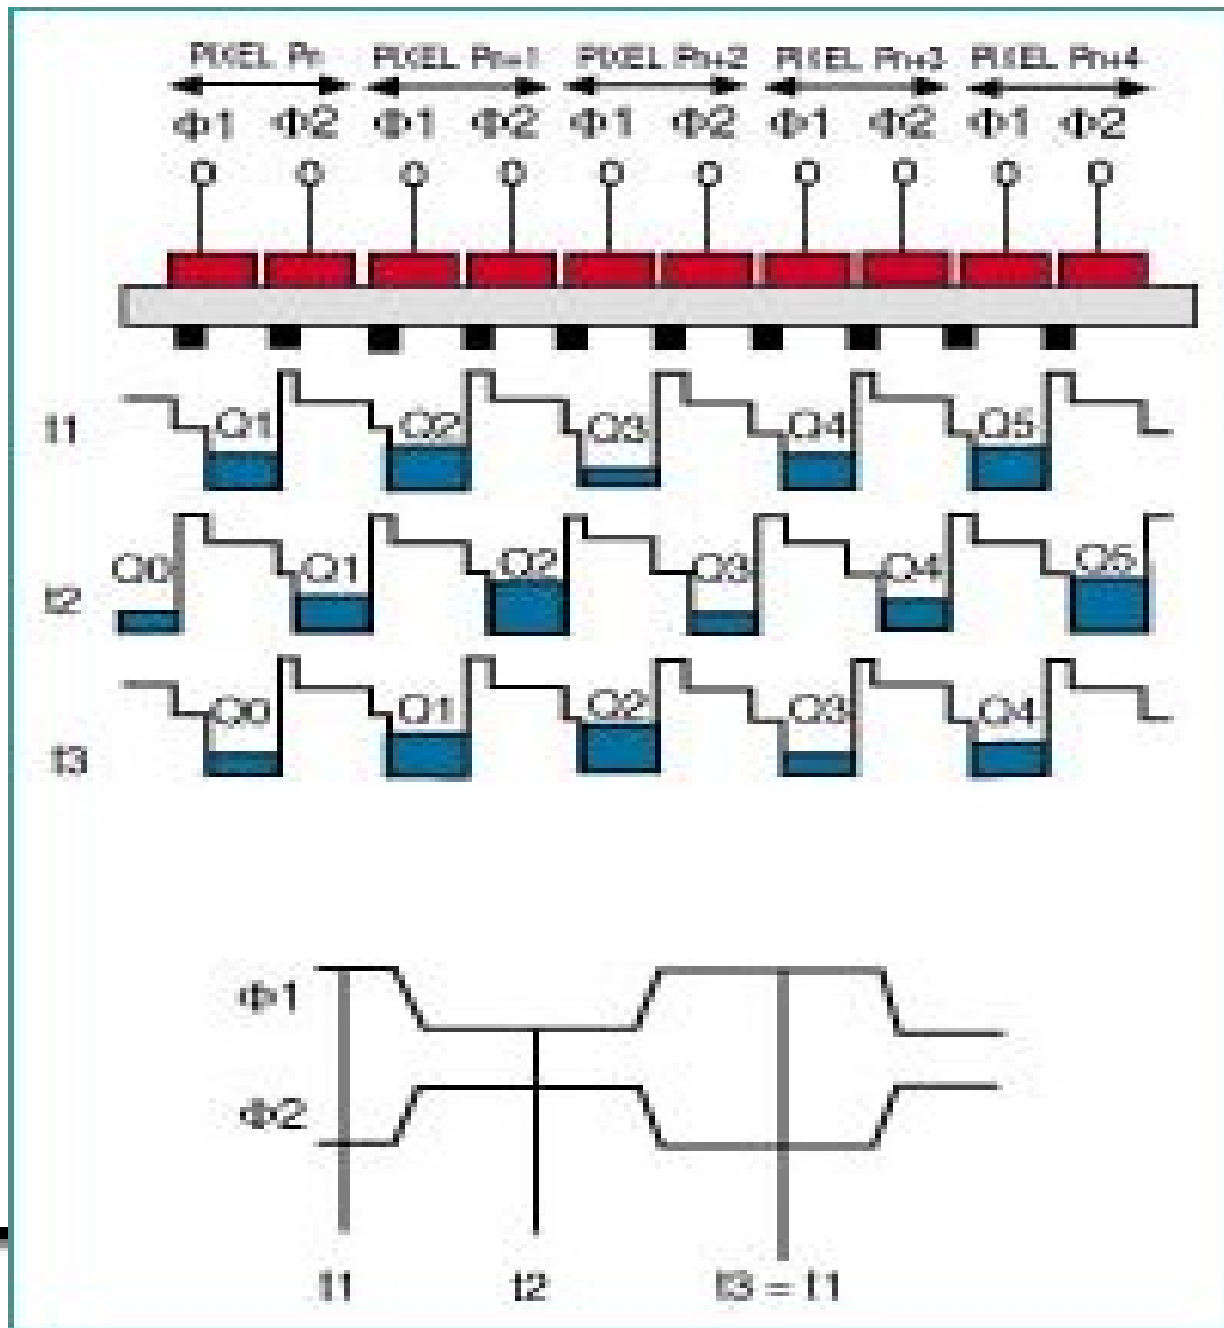 PIXEL Pn PIXEL Pn+1 PIXEL Pn+2 PIXEL Pn+3 PIXEL Pn+4
Φ1 Φ2 Φ1 Φ2 Φ1 Φ2 Φ1 Φ2 Φ1 Φ2
t1 Q1 Q2 Q3 Q4 Q5
t2 Q0 Q1 Q2 Q3 Q4 Q5
t3 Q0 Q1 Q2 Q3 Q4
Φ1
Φ2
t1 t2 t3 = t1